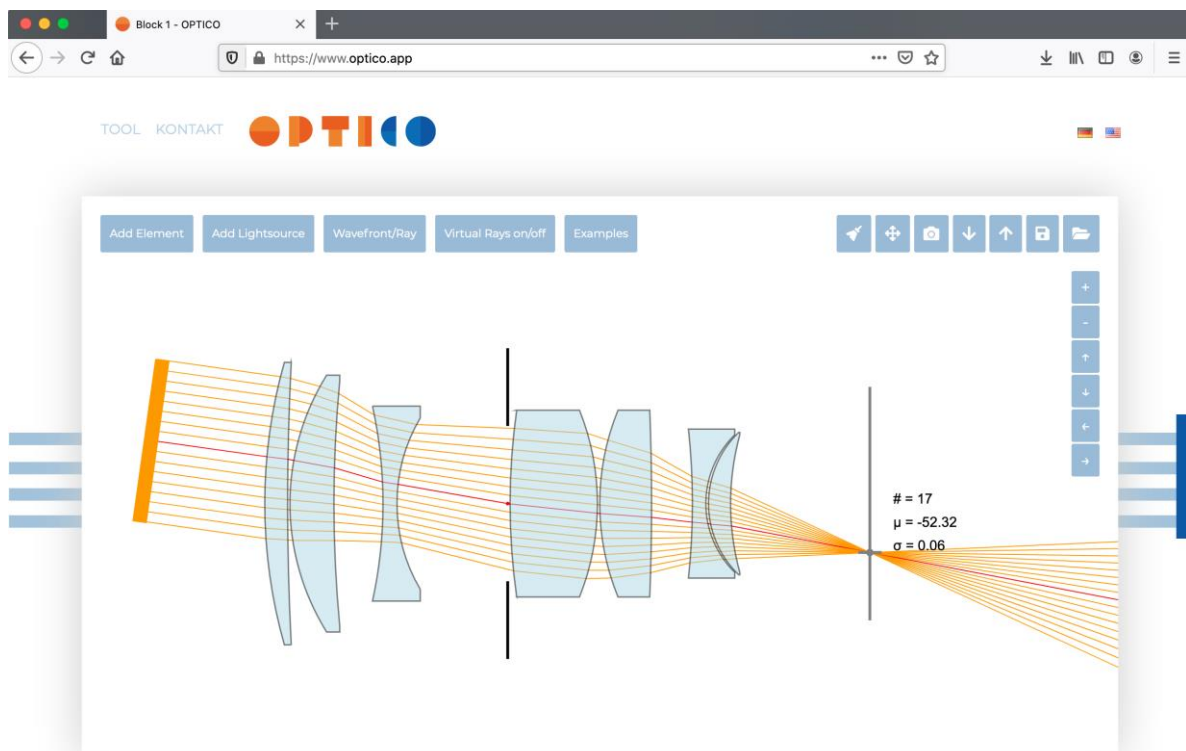 Block 1 - OPTICO
https://www.optico.app
TOOL KONTAKT OPTICO
Add Element Add Lightsource Wavefront/Ray Virtual Rays on/off Examples
# = 17
μ = -52.32
σ = 0.06